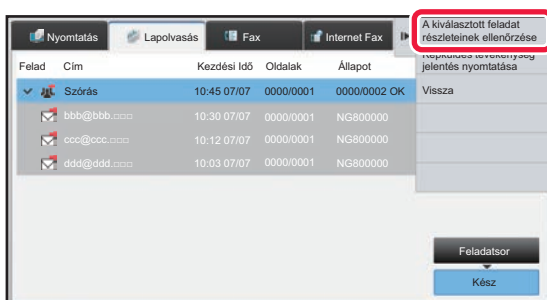 Nyomtatás Lapolvasás Fax Internet Fax
A kiválasztott feladat
részleteinek ellenőrzése
Képküldés tevékenység
jelentés nyomtatása
Vissza
Felad Cím Kezdési Idő Oldalak Állapot
Szórás 10:45 07/07 0000/0001 0000/0002 OK
bbb@bbb.□□□ 10:30 07/07 0000/0001 NG800000
ccc@ccc.□□□ 10:12 07/07 0000/0001 NG800000
ddd@ddd.□□□ 10:03 07/07 0000/0001 NG800000
Feladatsor
Kész